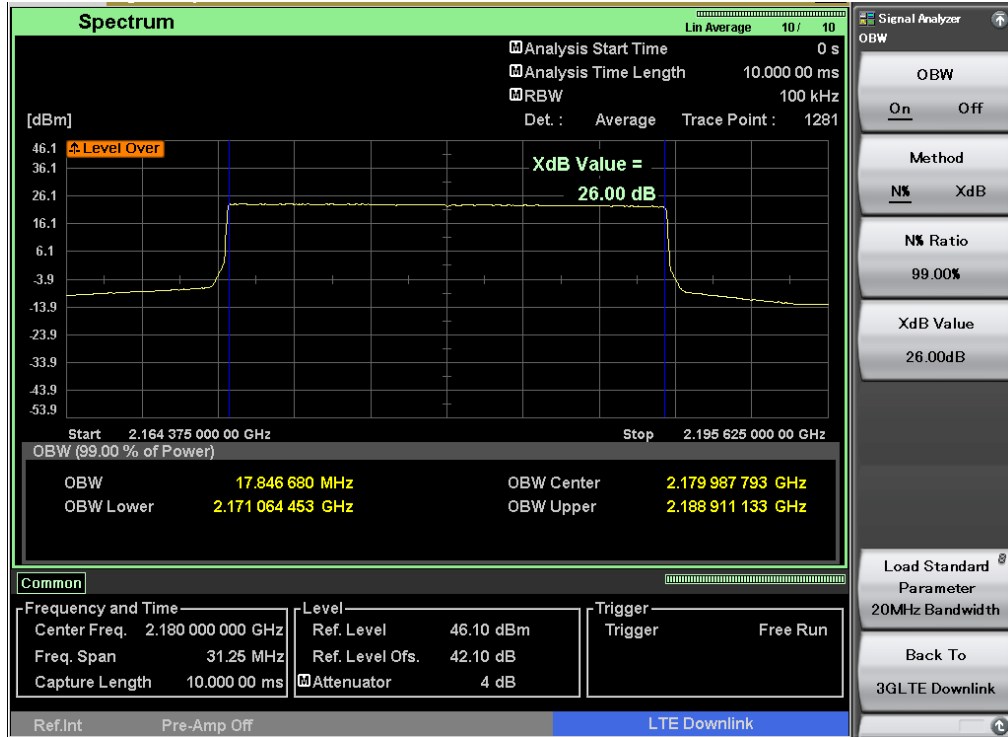 Spectrum
Lin Average 10 / 10
M Analysis Start Time 0 s
M Analysis Time Length 10.000 00 ms
M RBW 100 kHz
[dBm] Det. : Average Trace Point : 1281
Level Over
XdB Value =
26.00 dB
46.1
36.1
26.1
16.1
6.1
-3.9
-13.9
-23.9
-33.9
-43.9
-53.9
Start 2.164 375 000 00 GHz Stop 2.195 625 000 00 GHz
OBW (99.00 % of Power)
OBW 17.846 680 MHz OBW Center 2.179 987 793 GHz
OBW Lower 2.171 064 453 GHz OBW Upper 2.188 911 133 GHz
Common
Frequency and Time
Center Freq. 2.180 000 000 GHz
Freq. Span 31.25 MHz
Capture Length 10.000 00 ms
Level
Ref. Level 46.10 dBm
Ref. Level Ofs. 42.10 dB
M Attenuator 4 dB
Trigger
Trigger Free Run
Ref.Int Pre-Amp Off LTE Downlink
Signal Analyzer
OBW
OBW
On Off
Method
N% XdB
N% Ratio
99.00%
XdB Value
26.00dB
Load Standard
Parameter
20MHz Bandwidth
Back To
3GLTE Downlink